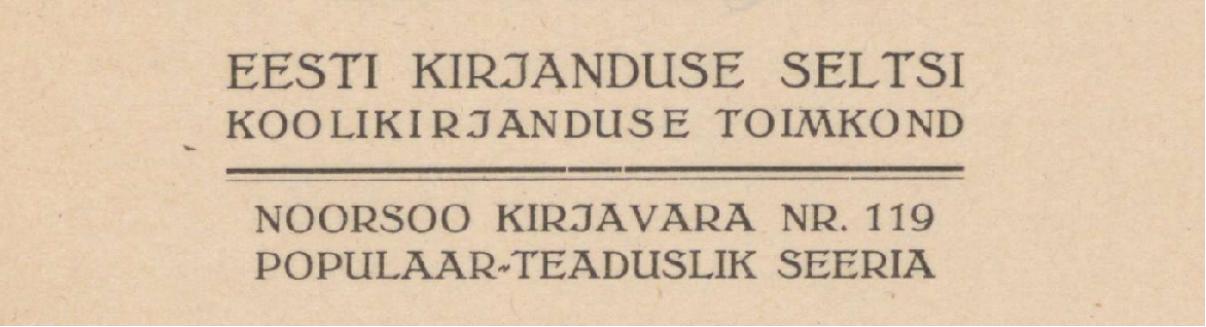 EESTI KIRJANDUSE SELTSI
KOOLIKIRJANDUSE TOIMKOND
NOORSOO KIRJAVARA NR. 119
POPULAAR-TEADUSLIK SEERIA